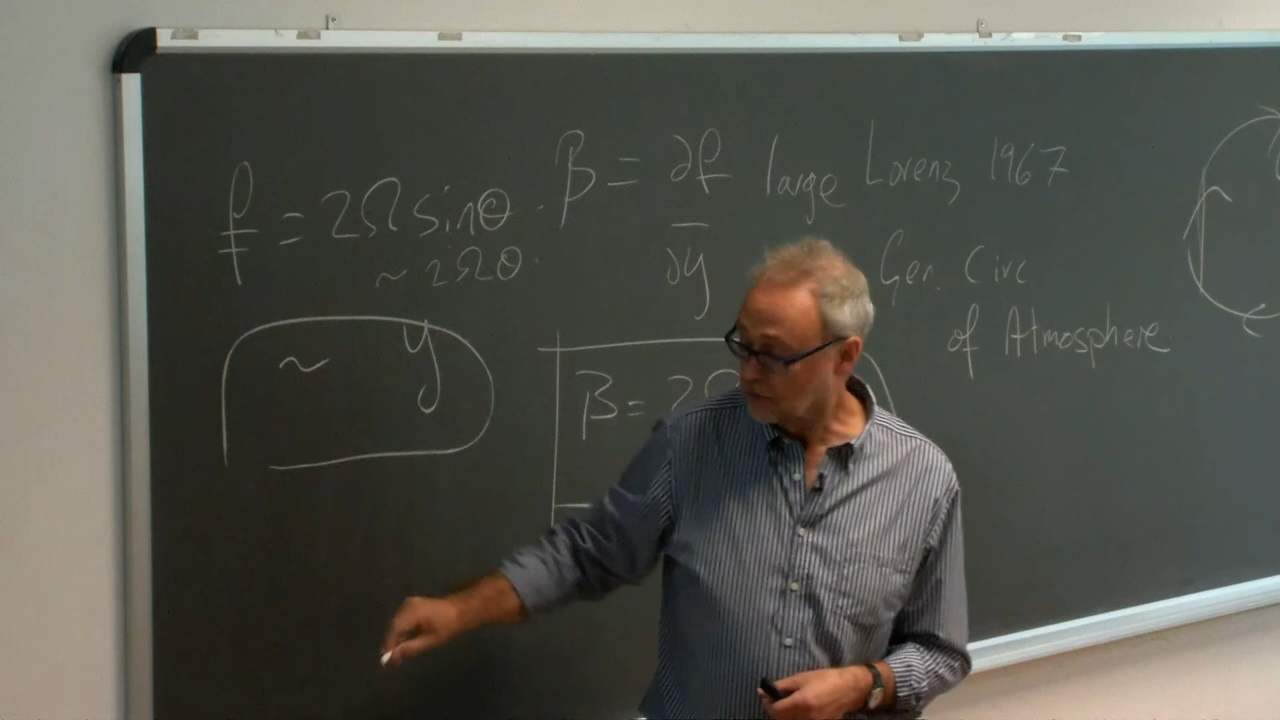 f = 2Ω sinθ
~ 2Ωθ
β = ∂f
—
∂y
large Lorenz 1967
Gen. Circ
of Atmosphere
~ y
β = 2Ω